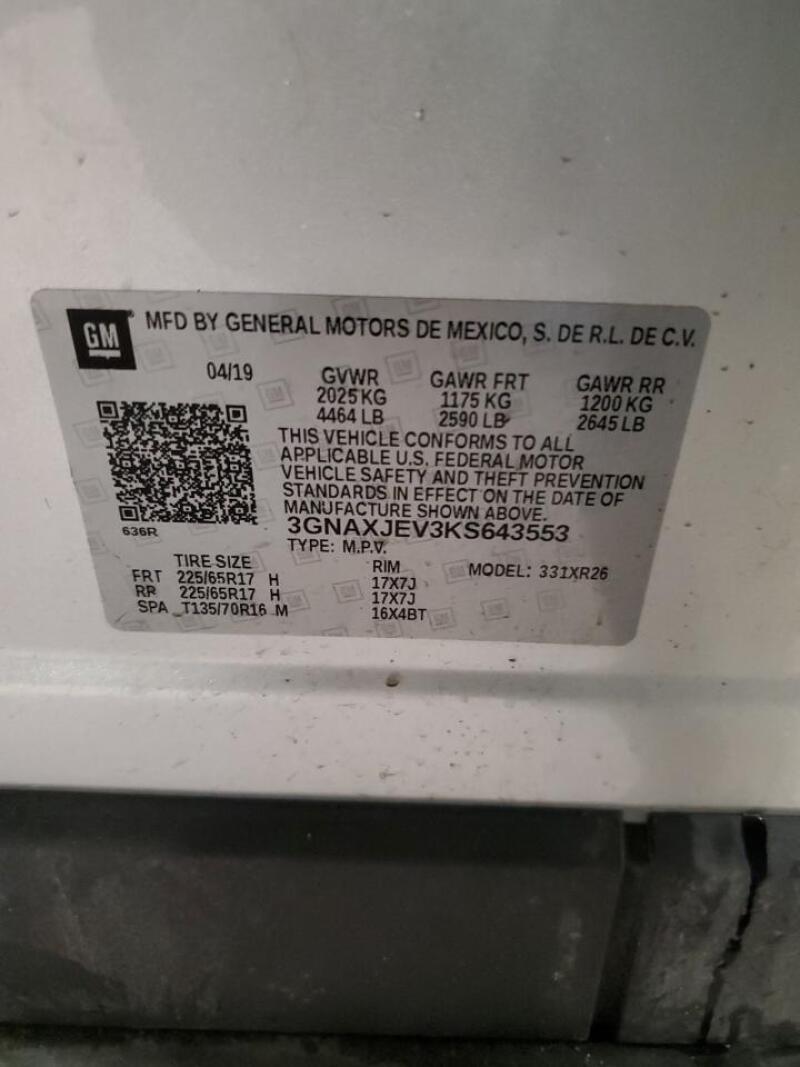 GM® MFD BY GENERAL MOTORS DE MEXICO, S. DE R.L. DE C.V.
04/19 GVWR GAWR FRT GAWR RR
2025 KG 1175 KG 1200 KG
4464 LB 2590 LB 2645 LB
THIS VEHICLE CONFORMS TO ALL
APPLICABLE U.S. FEDERAL MOTOR
VEHICLE SAFETY AND THEFT PREVENTION
STANDARDS IN EFFECT ON THE DATE OF
MANUFACTURE SHOWN ABOVE.
636R 3GNAXJEV3KS643553
TYPE: M.P.V.
TIRE SIZE RIM MODEL: 331XR26
FRT 225/65R17 H 17X7J
RR 225/65R17 H 17X7J
SPA T135/70R16 M 16X4BT